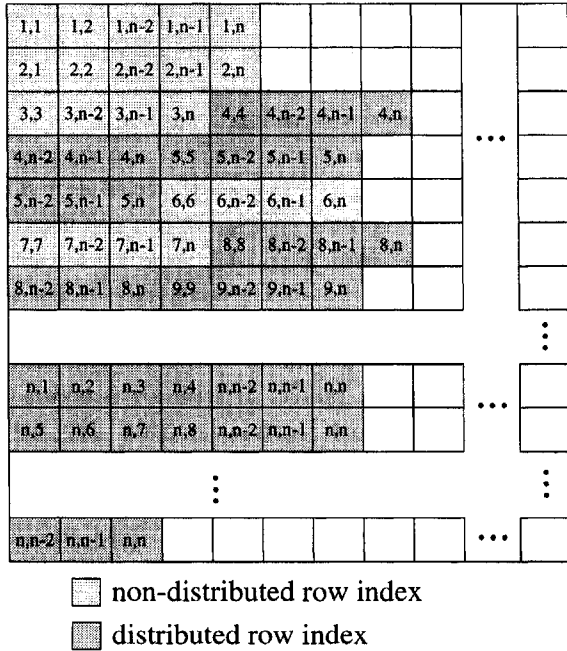 1,1 1,2 1,n-2 1,n-1 1,n
2,1 2,2 2,n-2 2,n-1 2,n
3,3 3,n-2 3,n-1 3,n 4,4 4,n-2 4,n-1 4,n
4,n-2 4,n-1 4,n 5,5 5,n-2 5,n-1 5,n
5,n-2 5,n-1 5,n 6,6 6,n-2 6,n-1 6,n
7,7 7,n-2 7,n-1 7,n 8,8 8,n-2 8,n-1 8,n
8,n-2 8,n-1 8,n 9,9 9,n-2 9,n-1 9,n
n,1 n,2 n,3 n,4 n,n-2 n,n-1 n,n
n,5 n,6 n,7 n,8 n,n-2 n,n-1 n,n
n,n-2 n,n-1 n,n
non-distributed row index
distributed row index